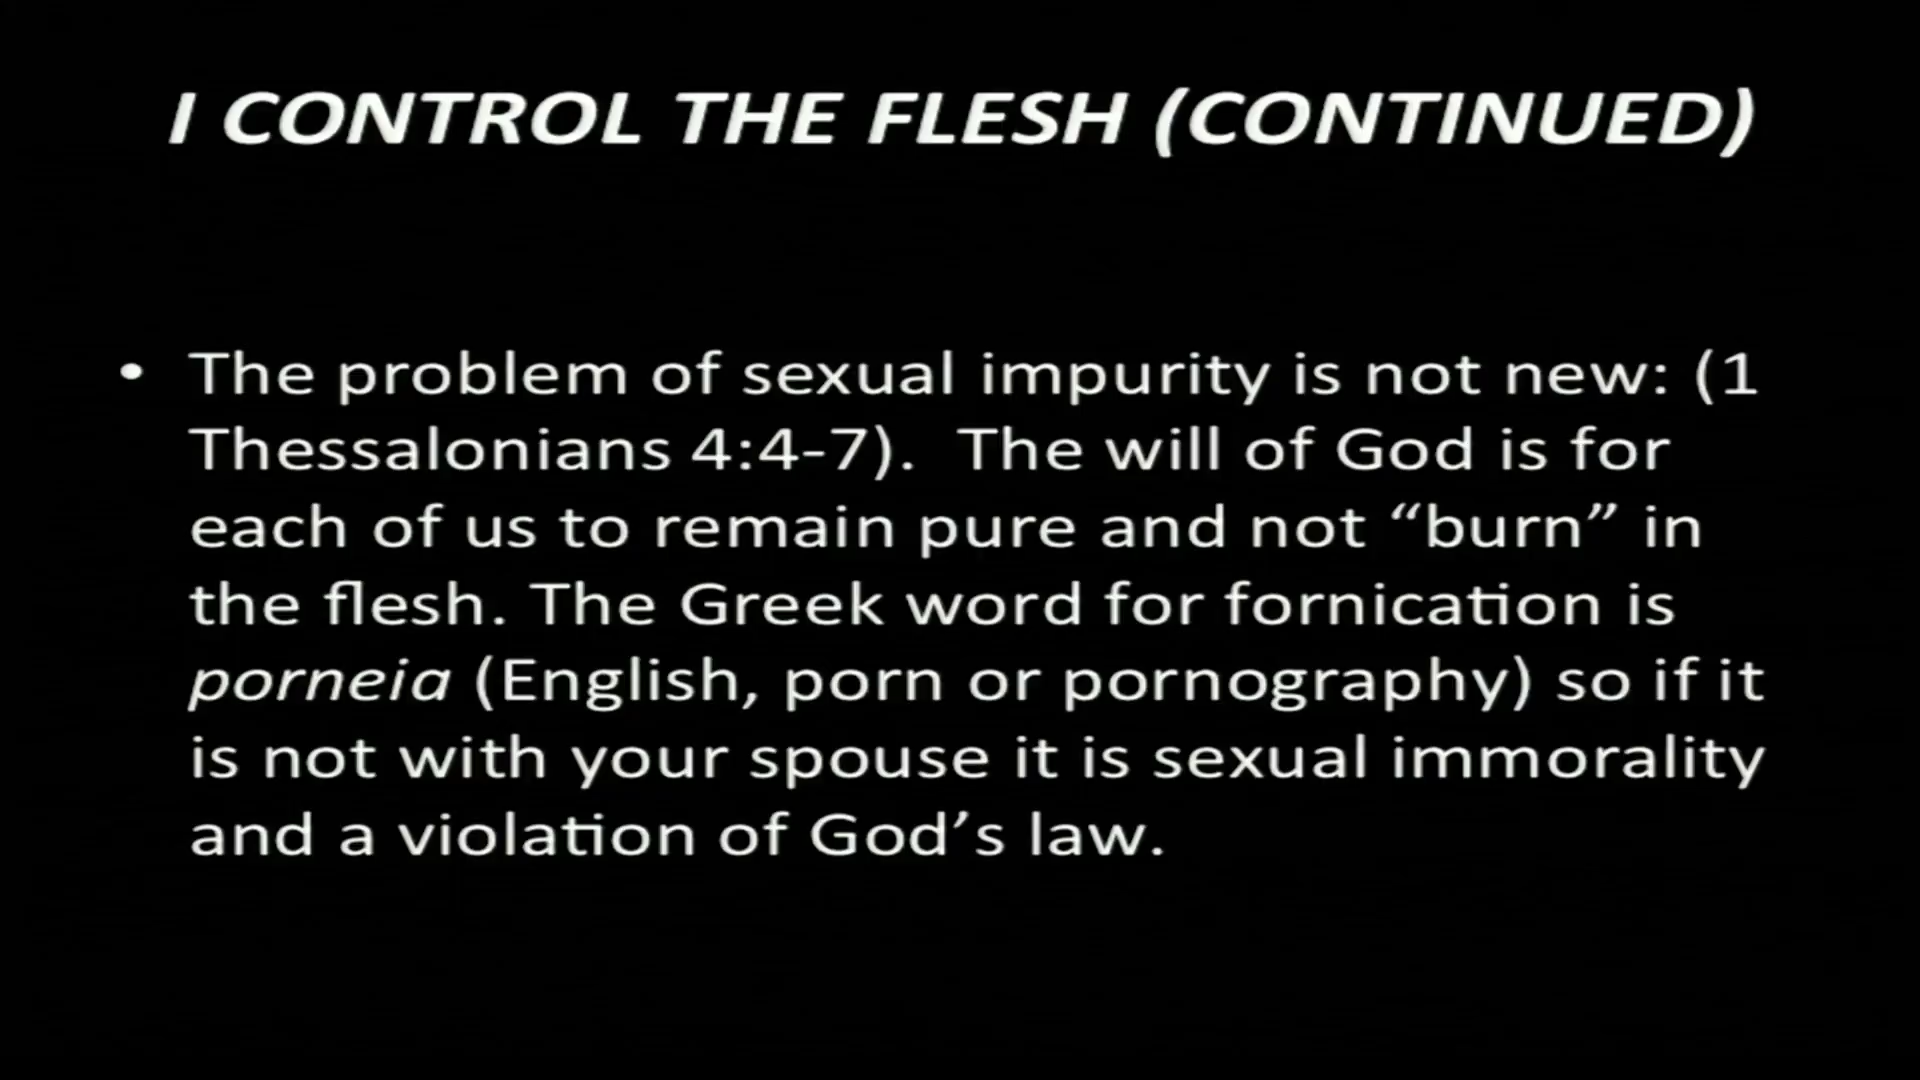 I CONTROL THE FLESH (CONTINUED)
• The problem of sexual impurity is not new: (1
Thessalonians 4:4-7).  The will of God is for
each of us to remain pure and not “burn” in
the flesh. The Greek word for fornication is
porneia (English, porn or pornography) so if it
is not with your spouse it is sexual immorality
and a violation of God’s law.